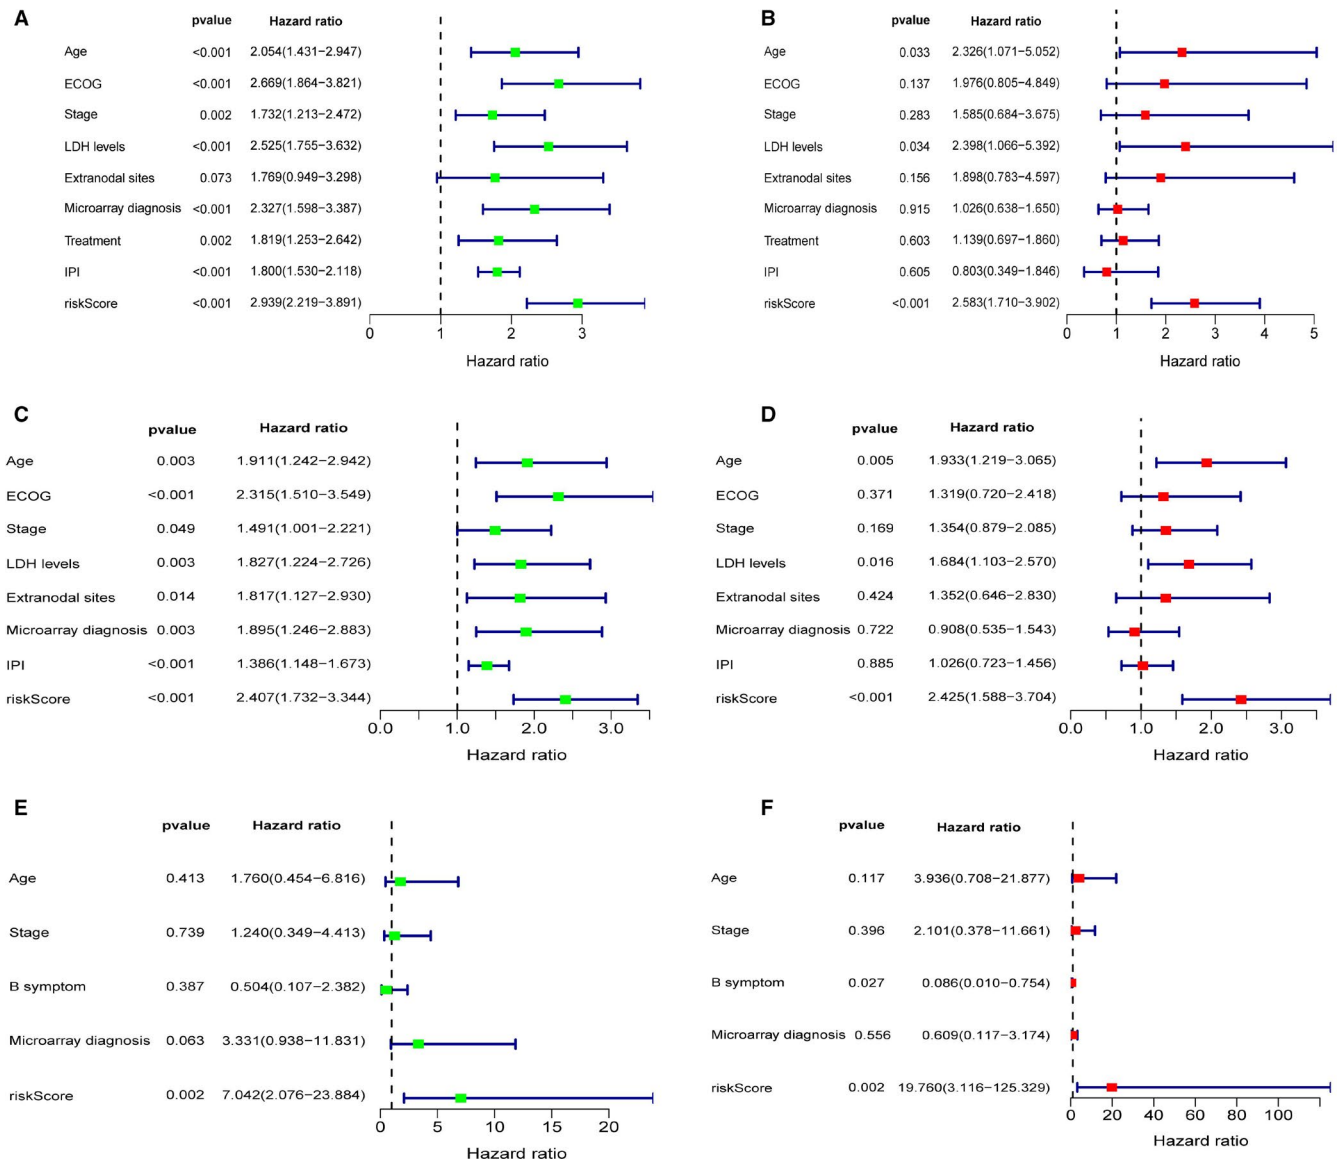 A
pvalue Hazard ratio
Age <0.001 2.054(1.431−2.947)
ECOG <0.001 2.669(1.864−3.821)
Stage 0.002 1.732(1.213−2.472)
LDH levels <0.001 2.525(1.755−3.632)
Extranodal sites 0.073 1.769(0.949−3.298)
Microarray diagnosis <0.001 2.327(1.598−3.387)
Treatment 0.002 1.819(1.253−2.642)
IPI <0.001 1.800(1.530−2.118)
riskScore <0.001 2.939(2.219−3.891)
0 1 2 3
Hazard ratio
B
pvalue Hazard ratio
Age 0.033 2.326(1.071−5.052)
ECOG 0.137 1.976(0.805−4.849)
Stage 0.283 1.585(0.684−3.675)
LDH levels 0.034 2.398(1.066−5.392)
Extranodal sites 0.156 1.898(0.783−4.597)
Microarray diagnosis 0.915 1.026(0.638−1.650)
Treatment 0.603 1.139(0.697−1.860)
IPI 0.605 0.803(0.349−1.846)
riskScore <0.001 2.583(1.710−3.902)
0 1 2 3 4 5
Hazard ratio
C
pvalue Hazard ratio
Age 0.003 1.911(1.242−2.942)
ECOG <0.001 2.315(1.510−3.549)
Stage 0.049 1.491(1.001−2.221)
LDH levels 0.003 1.827(1.224−2.726)
Extranodal sites 0.014 1.817(1.127−2.930)
Microarray diagnosis 0.003 1.895(1.246−2.883)
IPI <0.001 1.386(1.148−1.673)
riskScore <0.001 2.407(1.732−3.344)
0.0 1.0 2.0 3.0
Hazard ratio
D
pvalue Hazard ratio
Age 0.005 1.933(1.219−3.065)
ECOG 0.371 1.319(0.720−2.418)
Stage 0.169 1.354(0.879−2.085)
LDH levels 0.016 1.684(1.103−2.570)
Extranodal sites 0.424 1.352(0.646−2.830)
Microarray diagnosis 0.722 0.908(0.535−1.543)
IPI 0.885 1.026(0.723−1.456)
riskScore <0.001 2.425(1.588−3.704)
0.0 1.0 2.0 3.0
Hazard ratio
E
pvalue Hazard ratio
Age 0.413 1.760(0.454−6.816)
Stage 0.739 1.240(0.349−4.413)
B symptom 0.387 0.504(0.107−2.382)
Microarray diagnosis 0.063 3.331(0.938−11.831)
riskScore 0.002 7.042(2.076−23.884)
0 5 10 15 20
Hazard ratio
F
pvalue Hazard ratio
Age 0.117 3.936(0.708−21.877)
Stage 0.396 2.101(0.378−11.661)
B symptom 0.027 0.086(0.010−0.754)
Microarray diagnosis 0.556 0.609(0.117−3.174)
riskScore 0.002 19.760(3.116−125.329)
0 20 40 60 80 100
Hazard ratio